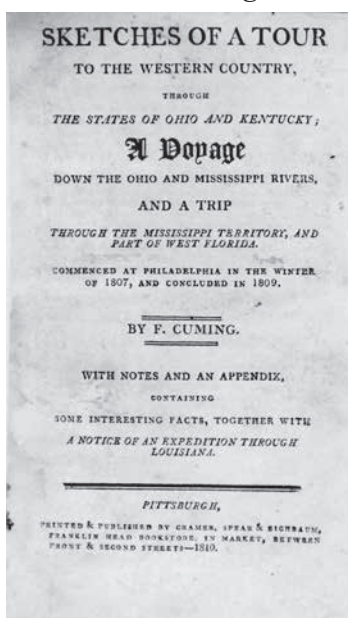 SKETCHES OF A TOUR
TO THE WESTERN COUNTRY,
THROUGH
THE STATES OF OHIO AND KENTUCKY;
A Voyage
DOWN THE OHIO AND MISSISSIPPI RIVERS,
AND A TRIP
THROUGH THE MISSISSIPPI TERRITORY, AND
PART OF WEST FLORIDA.
COMMENCED AT PHILADELPHIA IN THE WINTER
OF 1807, AND CONCLUDED IN 1809.
BY F. CUMING.
WITH NOTES AND AN APPENDIX,
CONTAINING
SOME INTERESTING FACTS, TOGETHER WITH
A NOTICE OF AN EXPEDITION THROUGH
LOUISIANA.
PITTSBURGH,
PRINTED & PUBLISHED BY CRAMER, SPEAR & EICHBAUM,
FRANKLIN HEAD BOOKSTORE, IN MARKET, BETWEEN
FRONT & SECOND STREETS—1810.